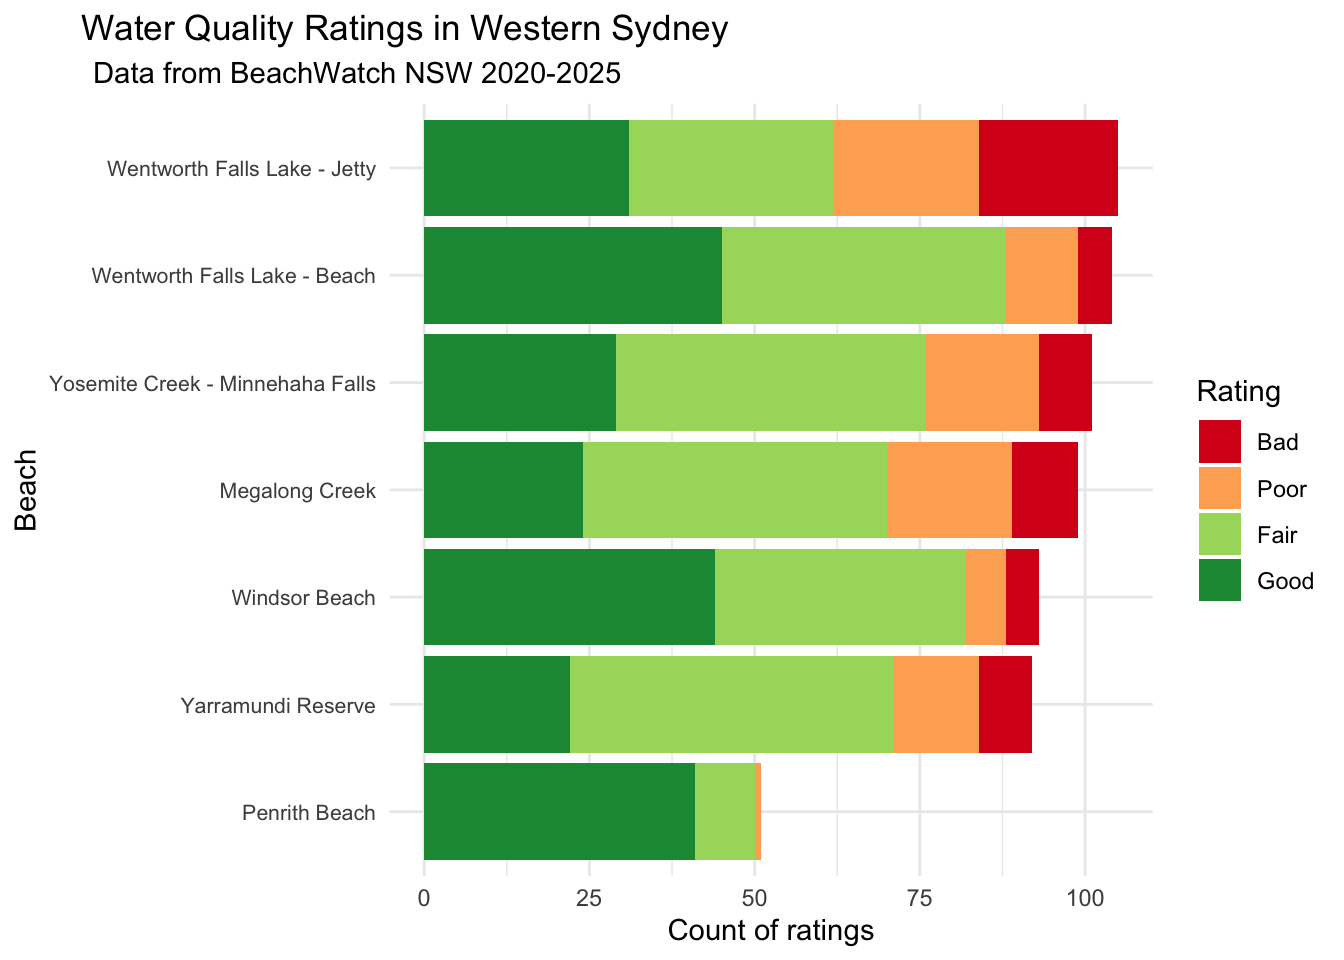 Water Quality Ratings in Western Sydney
Data from BeachWatch NSW 2020-2025
Wentworth Falls Lake - Jetty
Wentworth Falls Lake - Beach
Yosemite Creek - Minnehaha Falls
Megalong Creek
Windsor Beach
Yarramundi Reserve
Penrith Beach
Beach
0 25 50 75 100
Count of ratings
Rating
Bad
Poor
Fair
Good